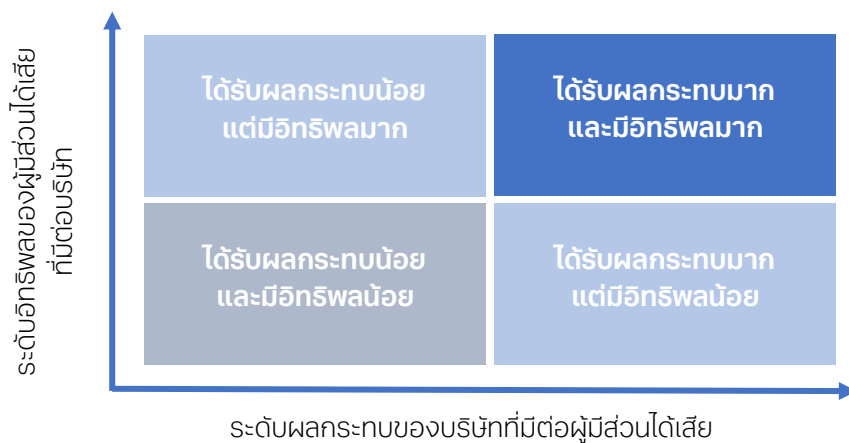 ระดับอิทธิพลของผู้มีส่วนได้เสีย
ที่มีต่อบริษัท
ได้รับผลกระทบน้อย
แต่มีอิทธิพลมาก
ได้รับผลกระทบมาก
และมีอิทธิพลมาก
ได้รับผลกระทบน้อย
และมีอิทธิพลน้อย
ได้รับผลกระทบมาก
แต่มีอิทธิพลน้อย
ระดับผลกระทบของบริษัทที่มีต่อผู้มีส่วนได้เสีย